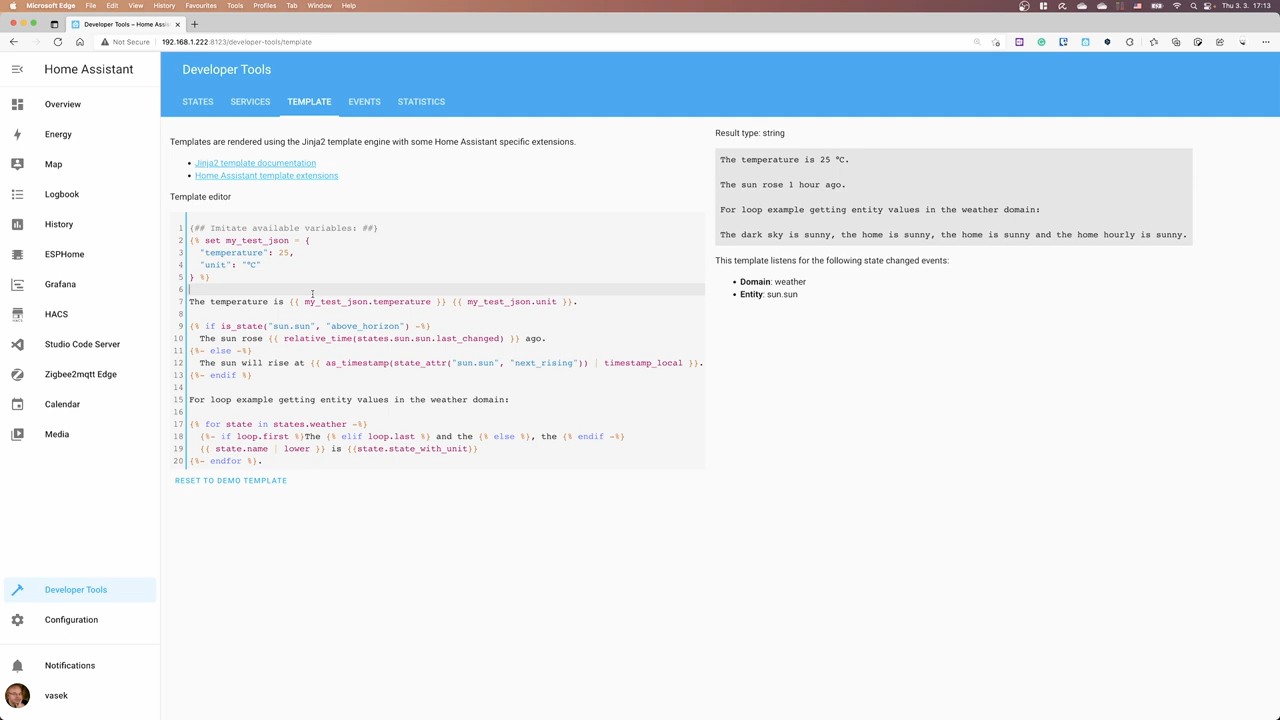 Microsoft Edge File Edit View History Favourites Tools Profiles Tab Window Help Thu 3. 3. 17:13
Developer Tools – Home Assis
Not Secure 192.168.1.222:8123/developer-tools/template
Home Assistant
Developer Tools
STATES SERVICES TEMPLATE EVENTS STATISTICS
Overview
Energy
Map
Logbook
History
ESPHome
Grafana
HACS
Studio Code Server
Zigbee2mqtt Edge
Calendar
Media
Developer Tools
Configuration
Notifications
vasek
Templates are rendered using the Jinja2 template engine with some Home Assistant specific extensions.
Jinja2 template documentation
Home Assistant template extensions
Template editor
1 {## Imitate available variables: ##}
2 {% set my_test_json = {
3 "temperature": 25,
4 "unit": "°C"
5 } %}
6
7 The temperature is {{ my_test_json.temperature }} {{ my_test_json.unit }}.
8
9 {% if is_state("sun.sun", "above_horizon") -%}
10 The sun rose {{ relative_time(states.sun.sun.last_changed) }} ago.
11 {%- else -%}
12 The sun will rise at {{ as_timestamp(state_attr("sun.sun", "next_rising")) | timestamp_local }}.
13 {%- endif %}
14
15 For loop example getting entity values in the weather domain:
16
17 {% for state in states.weather -%}
18 {%- if loop.first %}The {% elif loop.last %} and the {% else %}, the {% endif -%}
19 {{ state.name | lower }} is {{state.state_with_unit}}
20 {%- endfor %}.
RESET TO DEMO TEMPLATE
Result type: string
The temperature is 25 °C.
The sun rose 1 hour ago.
For loop example getting entity values in the weather domain:
The dark sky is sunny, the home is sunny, the home is sunny and the home hourly is sunny.
This template listens for the following state changed events:
Domain: weather
Entity: sun.sun